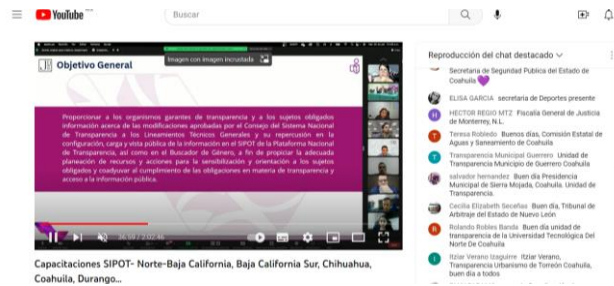 YouTube
Buscar
Imagen con imagen incrustada
Objetivo General
Proporcionar a los organismos garantes de transparencia y a los sujetos obligados
información acerca de las modificaciones aprobadas por el Consejo del Sistema Nacional
de Transparencia a los Lineamientos Técnicos Generales y su repercusión en la
configuración, carga y vista pública de la información en el SIPOT de la Plataforma Nacional
de Transparencia, así como en el Buscador de Género, a fin de propiciar la adecuada
planeación de recursos y acciones para la sensibilización y orientación a los sujetos
obligados y coadyuvar al cumplimiento de las obligaciones en materia de transparencia y
acceso a la información pública.
36:59 / 2:02:46
Capacitaciones SIPOT- Norte-Baja California, Baja California Sur, Chihuahua,
Coahuila, Durango...
Reproducción del chat destacado
Secretaria de Seguridad Pública del Estado de
Coahuila
ELISA GARCIA secretaria de Deportes presente
HECTOR REGIO MTZ Fiscalía General de Justicia
de Monterrey, N.L.
Teresa Robledo Buenos días, Comisión Estatal de
Aguas y Saneamiento de Coahuila
Transparencia Municipal Guerrero Unidad de
Transparencia Municipio de Guerrero Coahuila
salvador hernandez Buen día Presidencia
Municipal de Sierra Mojada, Coahuila. Unidad de
Transparencia.
Cecilia Elizabeth Seceñas Buen día, Tribunal de
Arbitraje del Estado de Nuevo León
Rolando Robles Banda Buen día unidad de
transparencia de la Universidad Tecnológica Del
Norte De Coahuila
Itziar Verano Izaguirre Itziar Verano,
Transparencia Urbanismo de Torreón Coahuila,
buen día a todos